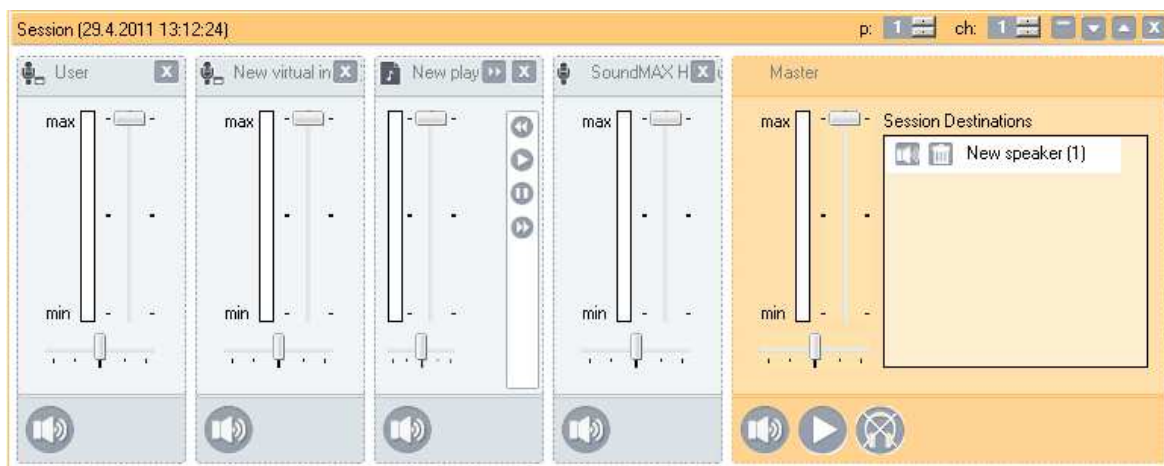 Session (29.4.2011 13:12:24)
p: 1 ch: 1
User
New virtual in
New play
SoundMAX H
Master
max
max
max
max
Session Destinations
New speaker (1)
min
min
min
min